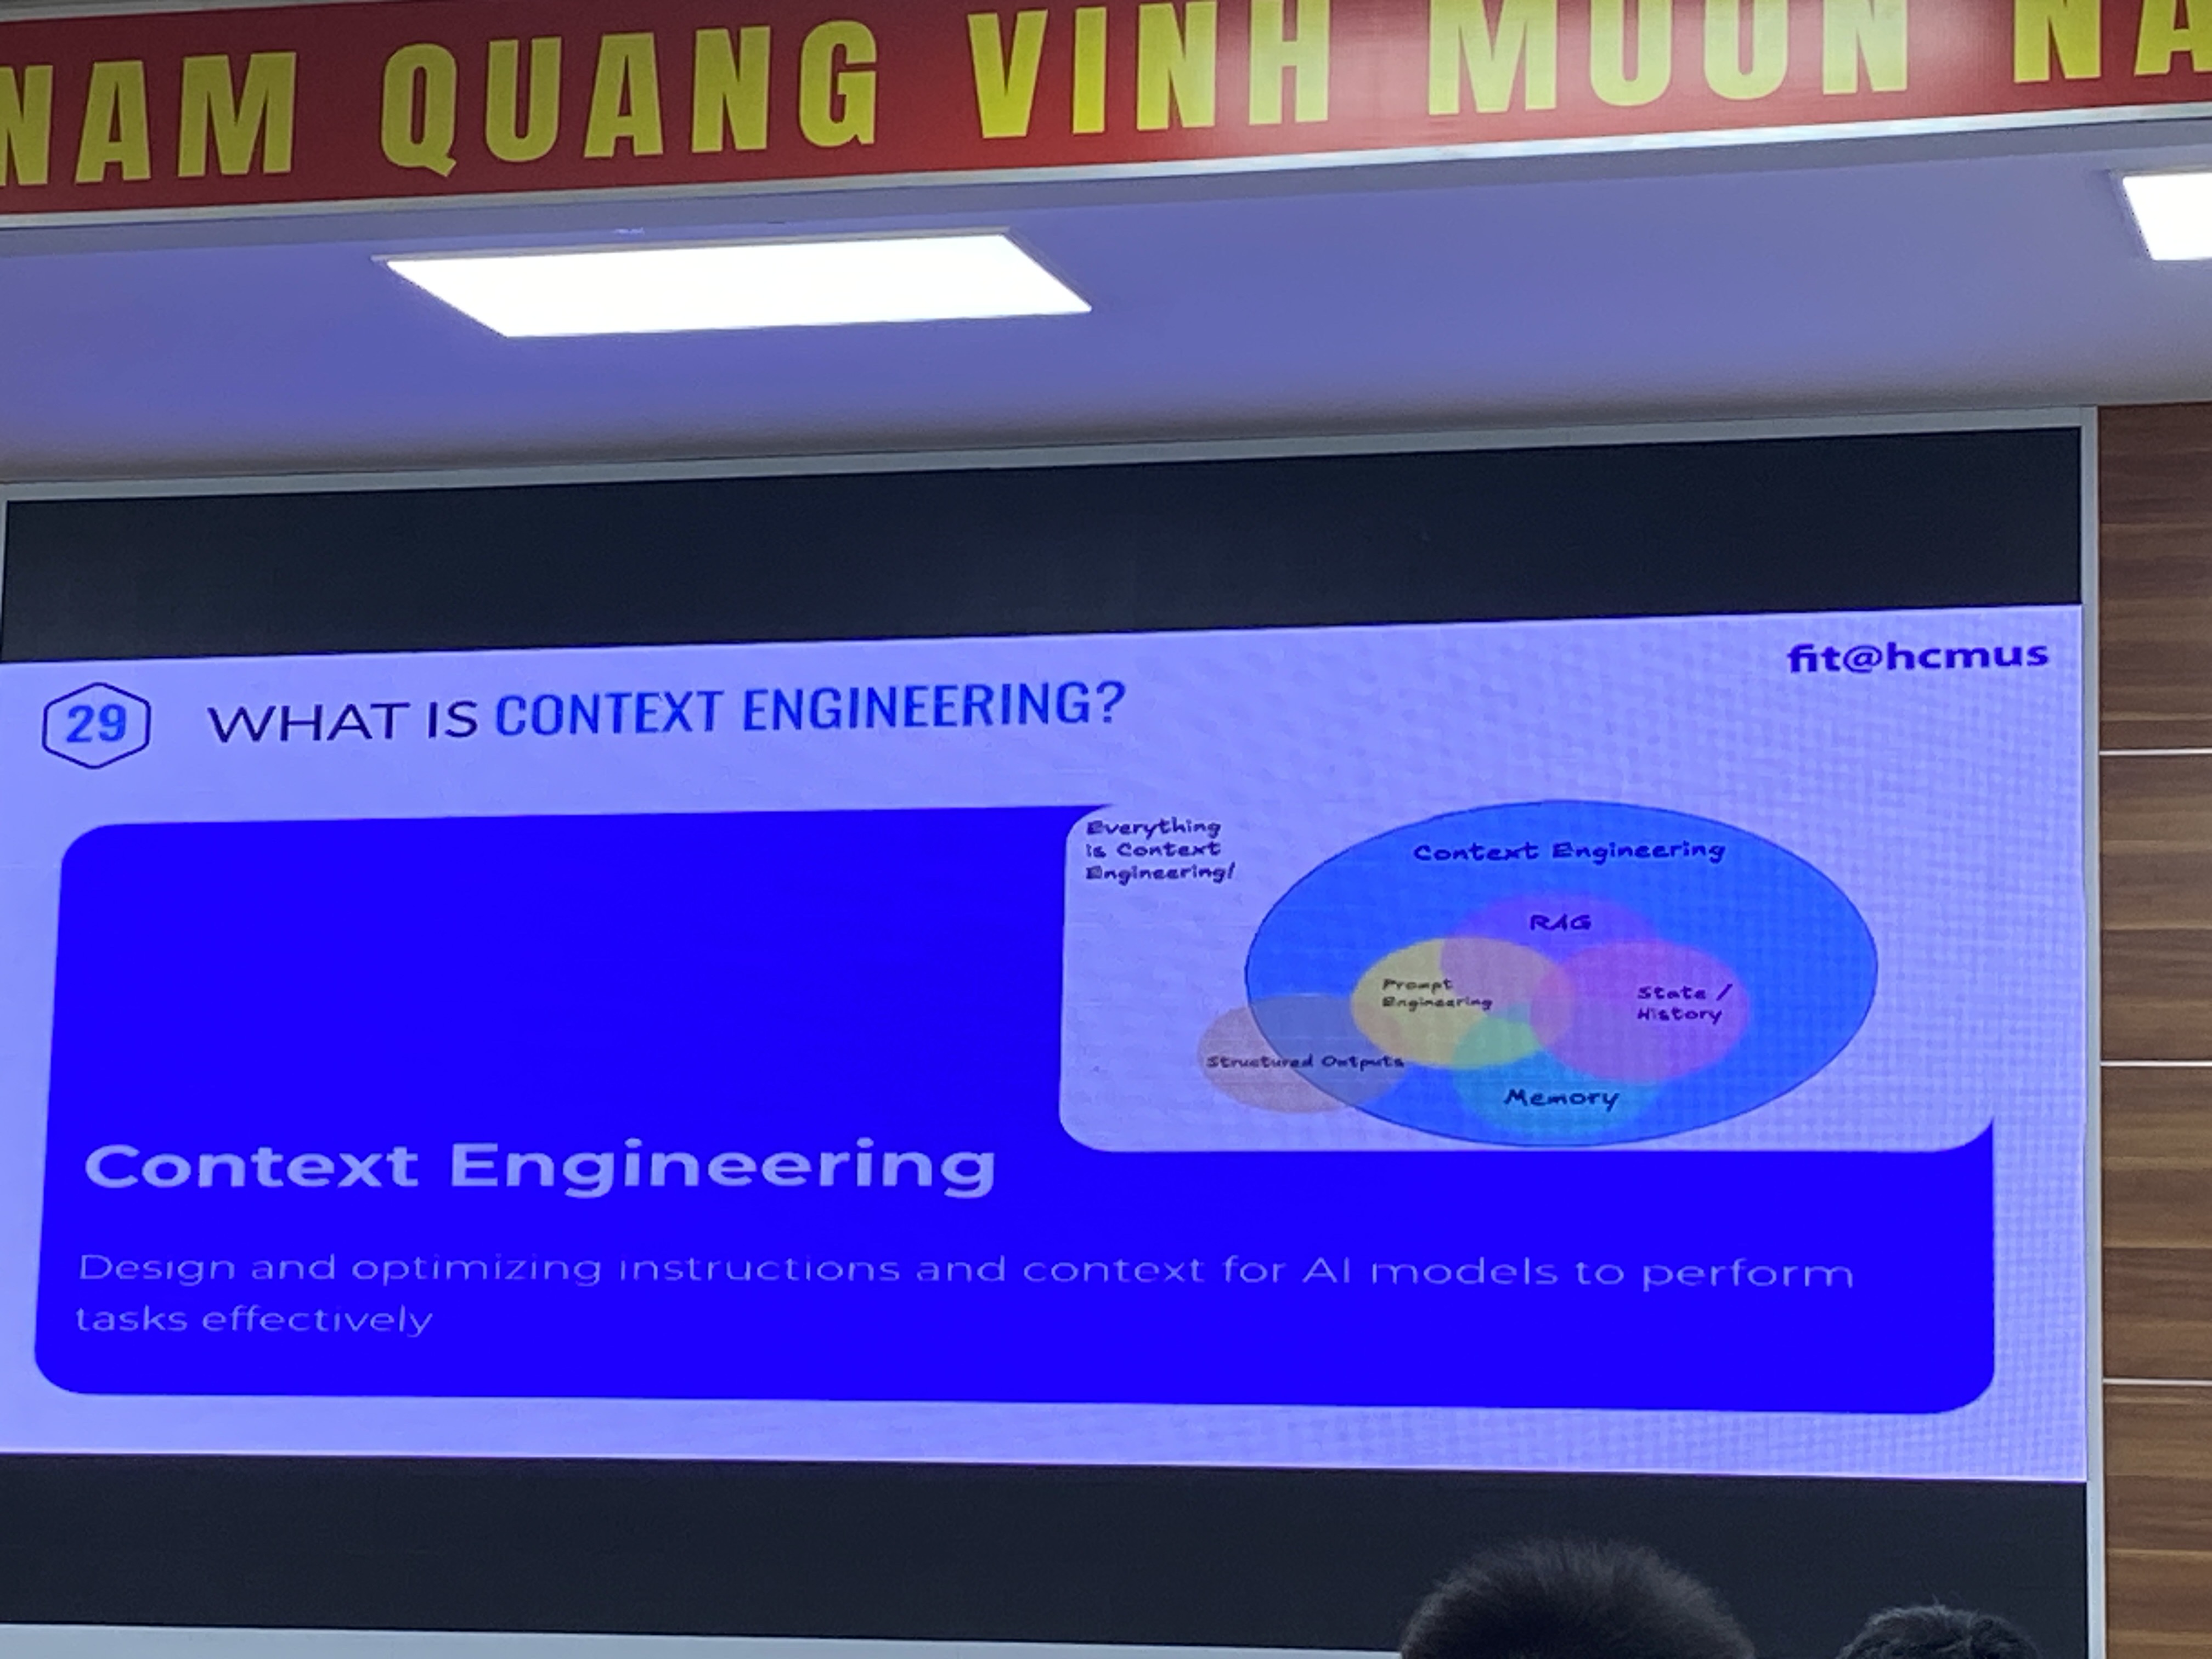 NAM QUANG VINH MUÔN NĂ
fit@hcmus
29 WHAT IS CONTEXT ENGINEERING?
Everything
is Context
Engineering!
Context Engineering
RAG
Prompt
Engineering
State /
History
Structured Outputs
Memory
Context Engineering
Design and optimizing instructions and context for AI models to perform
tasks effectively